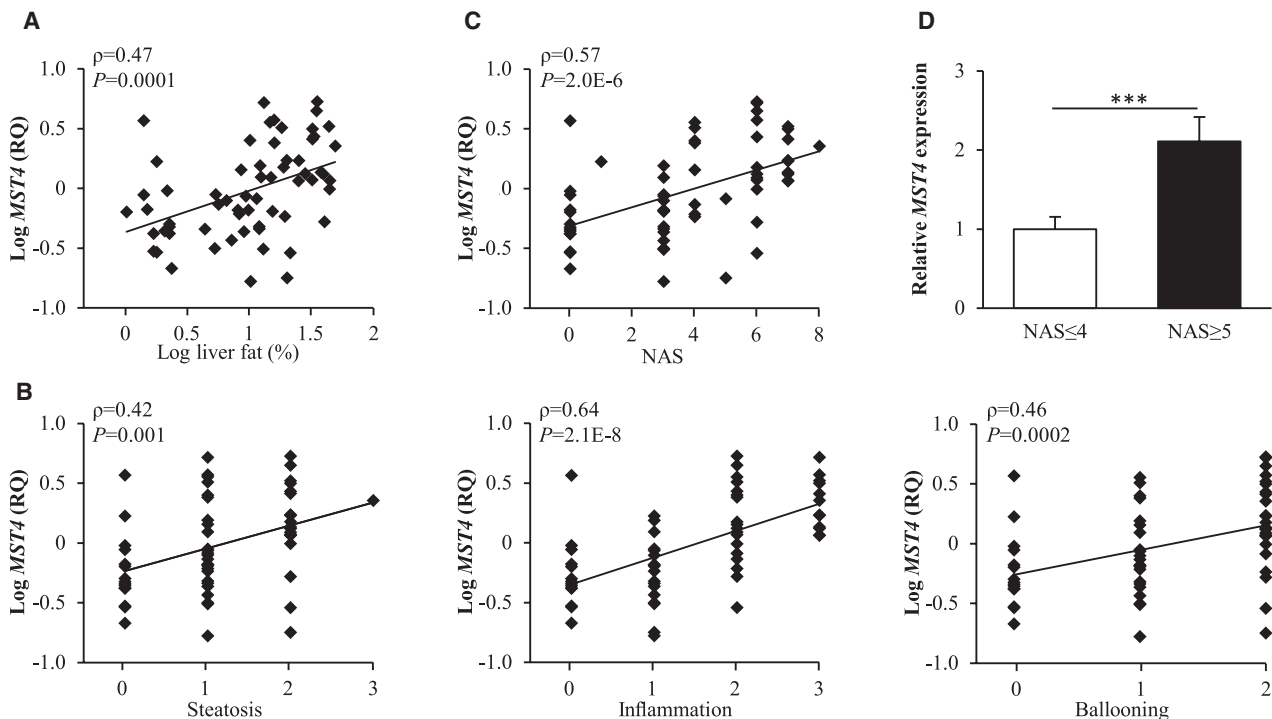 A
ρ=0.47
P=0.0001
Log MST4 (RQ)
1.0
0.5
0
-0.5
-1.0
0
0.5
1
1.5
2
Log liver fat (%)
C
ρ=0.57
P=2.0E-6
Log MST4 (RQ)
1.0
0.5
0
-0.5
-1.0
0
2
4
6
8
NAS
D
Relative MST4 expression
3
2
1
0
***
NAS≤4
NAS≥5
B
ρ=0.42
P=0.001
Log MST4 (RQ)
1.0
0.5
0
-0.5
-1.0
0
1
2
3
Steatosis
ρ=0.64
P=2.1E-8
Log MST4 (RQ)
1.0
0.5
0.0
-0.5
-1.0
0
1
2
3
Inflammation
ρ=0.46
P=0.0002
Log MST4 (RQ)
1.0
0.5
0
-0.5
-1.0
0
1
2
Ballooning